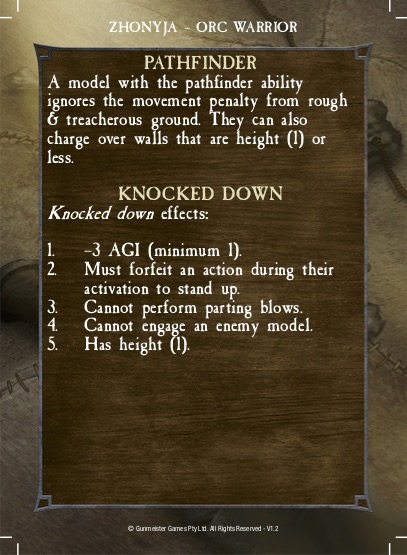 ZHONYJA – ORC WARRIOR
PATHFINDER
A model with the pathfinder ability
ignores the movement penalty from rough
& treacherous ground. They can also
charge over walls that are height (1) or
less.
KNOCKED DOWN
Knocked down effects:
1. -3 AGI (minimum 1).
2. Must forfeit an action during their
activation to stand up.
3. Cannot perform parting blows.
4. Cannot engage an enemy model.
5. Has height (1).
© Gunmeister Games Pty Ltd. All Rights Reserved - V1.2